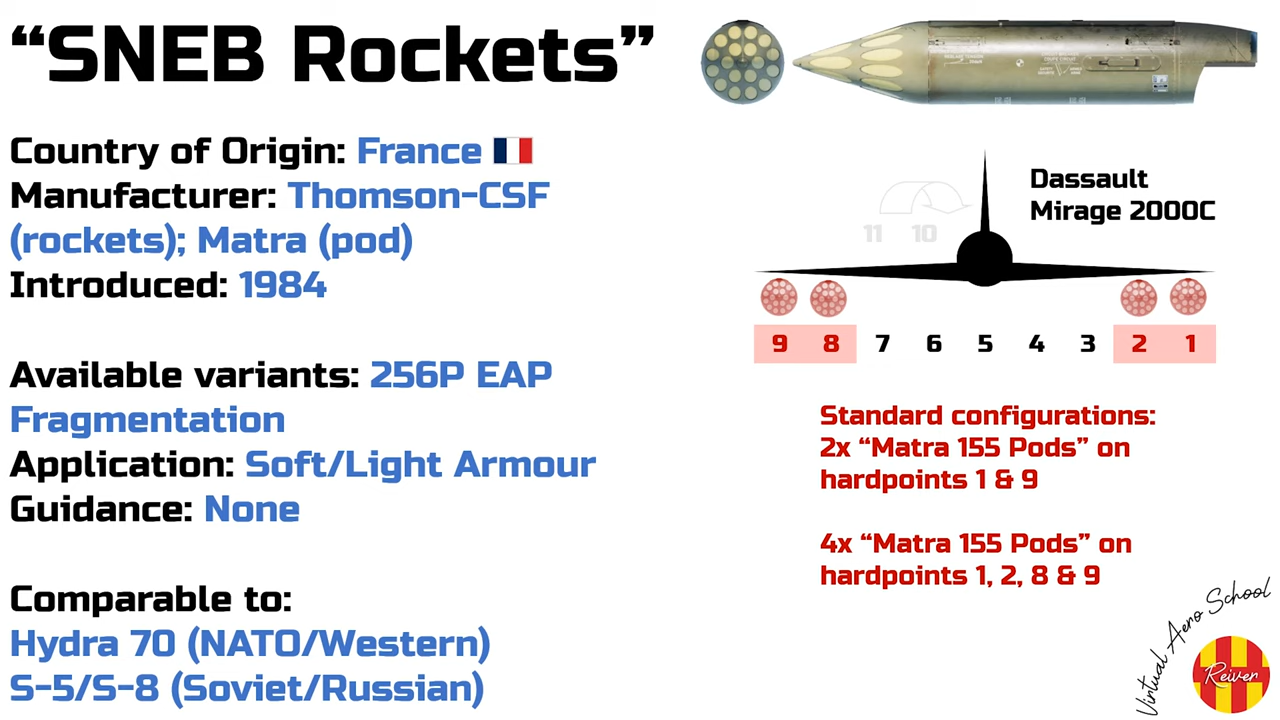 “SNEB Rockets”
Country of Origin: France
Manufacturer: Thomson-CSF
(rockets); Matra (pod)
Introduced: 1984
Available variants: 256P EAP
Fragmentation
Application: Soft/Light Armour
Guidance: None
Comparable to:
Hydra 70 (NATO/Western)
S-5/S-8 (Soviet/Russian)
Dassault
Mirage 2000C
11 10
9 8 7 6 5 4 3 2 1
Standard configurations:
2x “Matra 155 Pods” on
hardpoints 1 & 9
4x “Matra 155 Pods” on
hardpoints 1, 2, 8 & 9
Virtual Aero School
Reiver